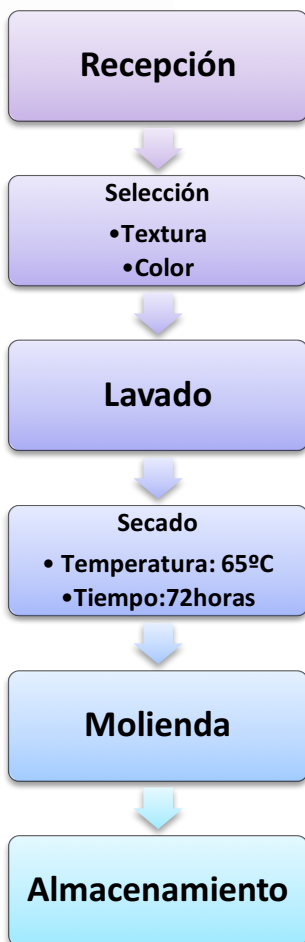 Recepción
Selección
•Textura
•Color
Lavado
Secado
• Temperatura: 65ºC
•Tiempo:72horas
Molienda
Almacenamiento